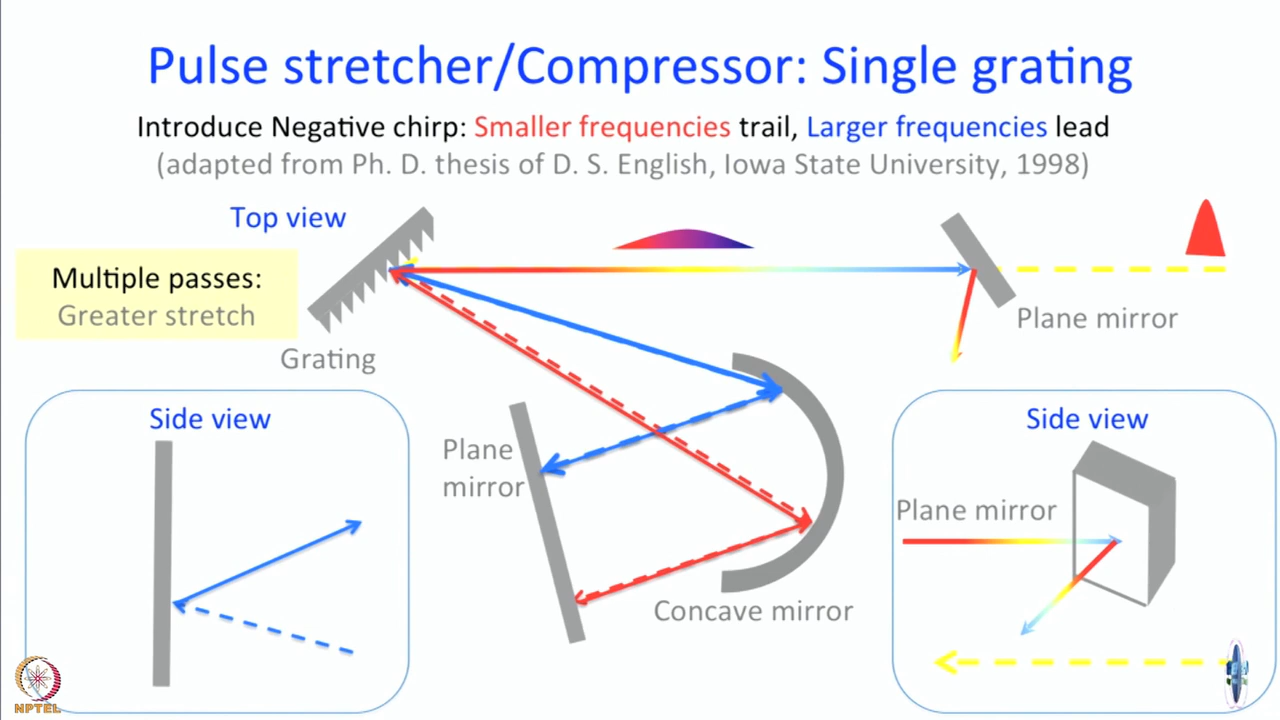 Pulse stretcher/Compressor: Single grating
Introduce Negative chirp: Smaller frequencies trail, Larger frequencies lead
(adapted from Ph. D. thesis of D. S. English, Iowa State University, 1998)
Top view
Multiple passes:
Greater stretch
Grating
Plane mirror
Side view
Plane
mirror
Concave mirror
Side view
Plane mirror
NPTEL